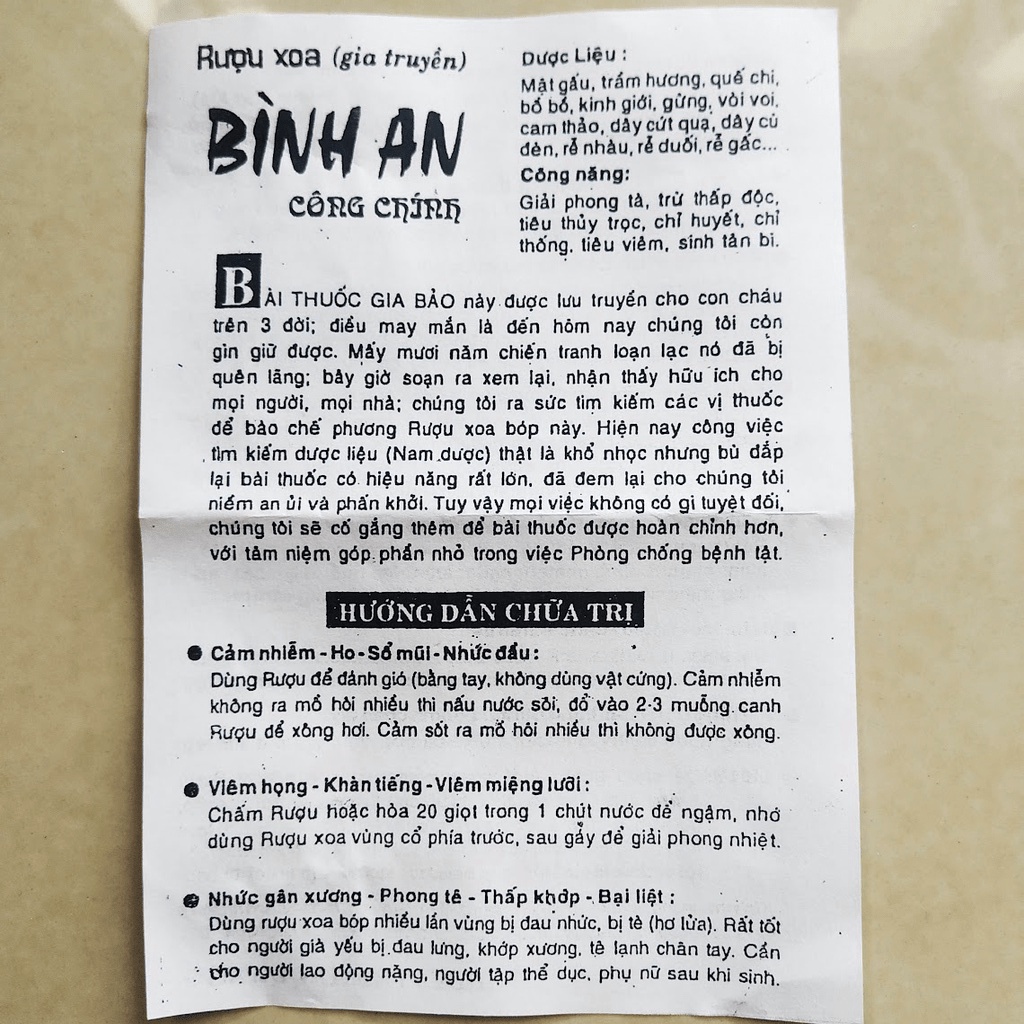 Rượu xoa (gia truyền)
BÌNH AN
CÔNG CHÍNH
Dược Liệu :
Mật gấu, trầm hương, quế chi,
bồ bồ, kinh giới, gừng, vòi voi,
cam thảo, dây cứt quạ, dây củ
đèn, rễ nhàu, rễ duối, rễ gấc...
Công năng:
Giải phong tà, trừ thấp độc,
tiêu thủy trọc, chỉ huyết, chỉ
thống, tiêu viêm, sinh tân bì.
BÀI THUỐC GIA BẢO này được lưu truyền cho con cháu
trên 3 đời; điều may mắn là đến hôm nay chúng tôi còn
gìn giữ được. Mấy mươi năm chiến tranh loạn lạc nó đã bị
quên lãng; bây giờ soạn ra xem lại, nhận thấy hữu ích cho
mọi người, mọi nhà; chúng tôi ra sức tìm kiếm các vị thuốc
để bào chế phương Rượu xoa bóp này. Hiện nay công việc
tìm kiếm dược liệu (Nam dược) thật là khổ nhọc nhưng bù đắp
lại bài thuốc có hiệu năng rất lớn, đã đem lại cho chúng tôi
niềm an ủi và phấn khởi. Tuy vậy mọi việc không có gì tuyệt đối,
chúng tôi sẽ cố gắng thêm để bài thuốc được hoàn chỉnh hơn,
với tâm niệm góp phần nhỏ trong việc Phòng chống bệnh tật.
HƯỚNG DẪN CHỮA TRỊ
● Cảm nhiễm - Ho - Sổ mũi - Nhức đầu :
Dùng Rượu để đánh gió (bằng tay, không dùng vật cứng). Cảm nhiễm
không ra mồ hôi nhiều thì nấu nước sôi, đổ vào 2-3 muỗng canh
Rượu để xông hơi. Cảm sốt ra mồ hôi nhiều thì không được xông.
● Viêm họng - Khàn tiếng - Viêm miệng lưỡi :
Chấm Rượu hoặc hòa 20 giọt trong 1 chút nước để ngậm, nhớ
dùng Rượu xoa vùng cổ phía trước, sau gáy để giải phong nhiệt.
● Nhức gân xương - Phong tê - Thấp khớp - Bại liệt :
Dùng rượu xoa bóp nhiều lần vùng bị đau nhức, bị tê (hơ lửa). Rất tốt
cho người già yếu bị đau lưng, khớp xương, tê lạnh chân tay. Cần
cho người lao động nặng, người tập thể dục, phụ nữ sau khi sinh.